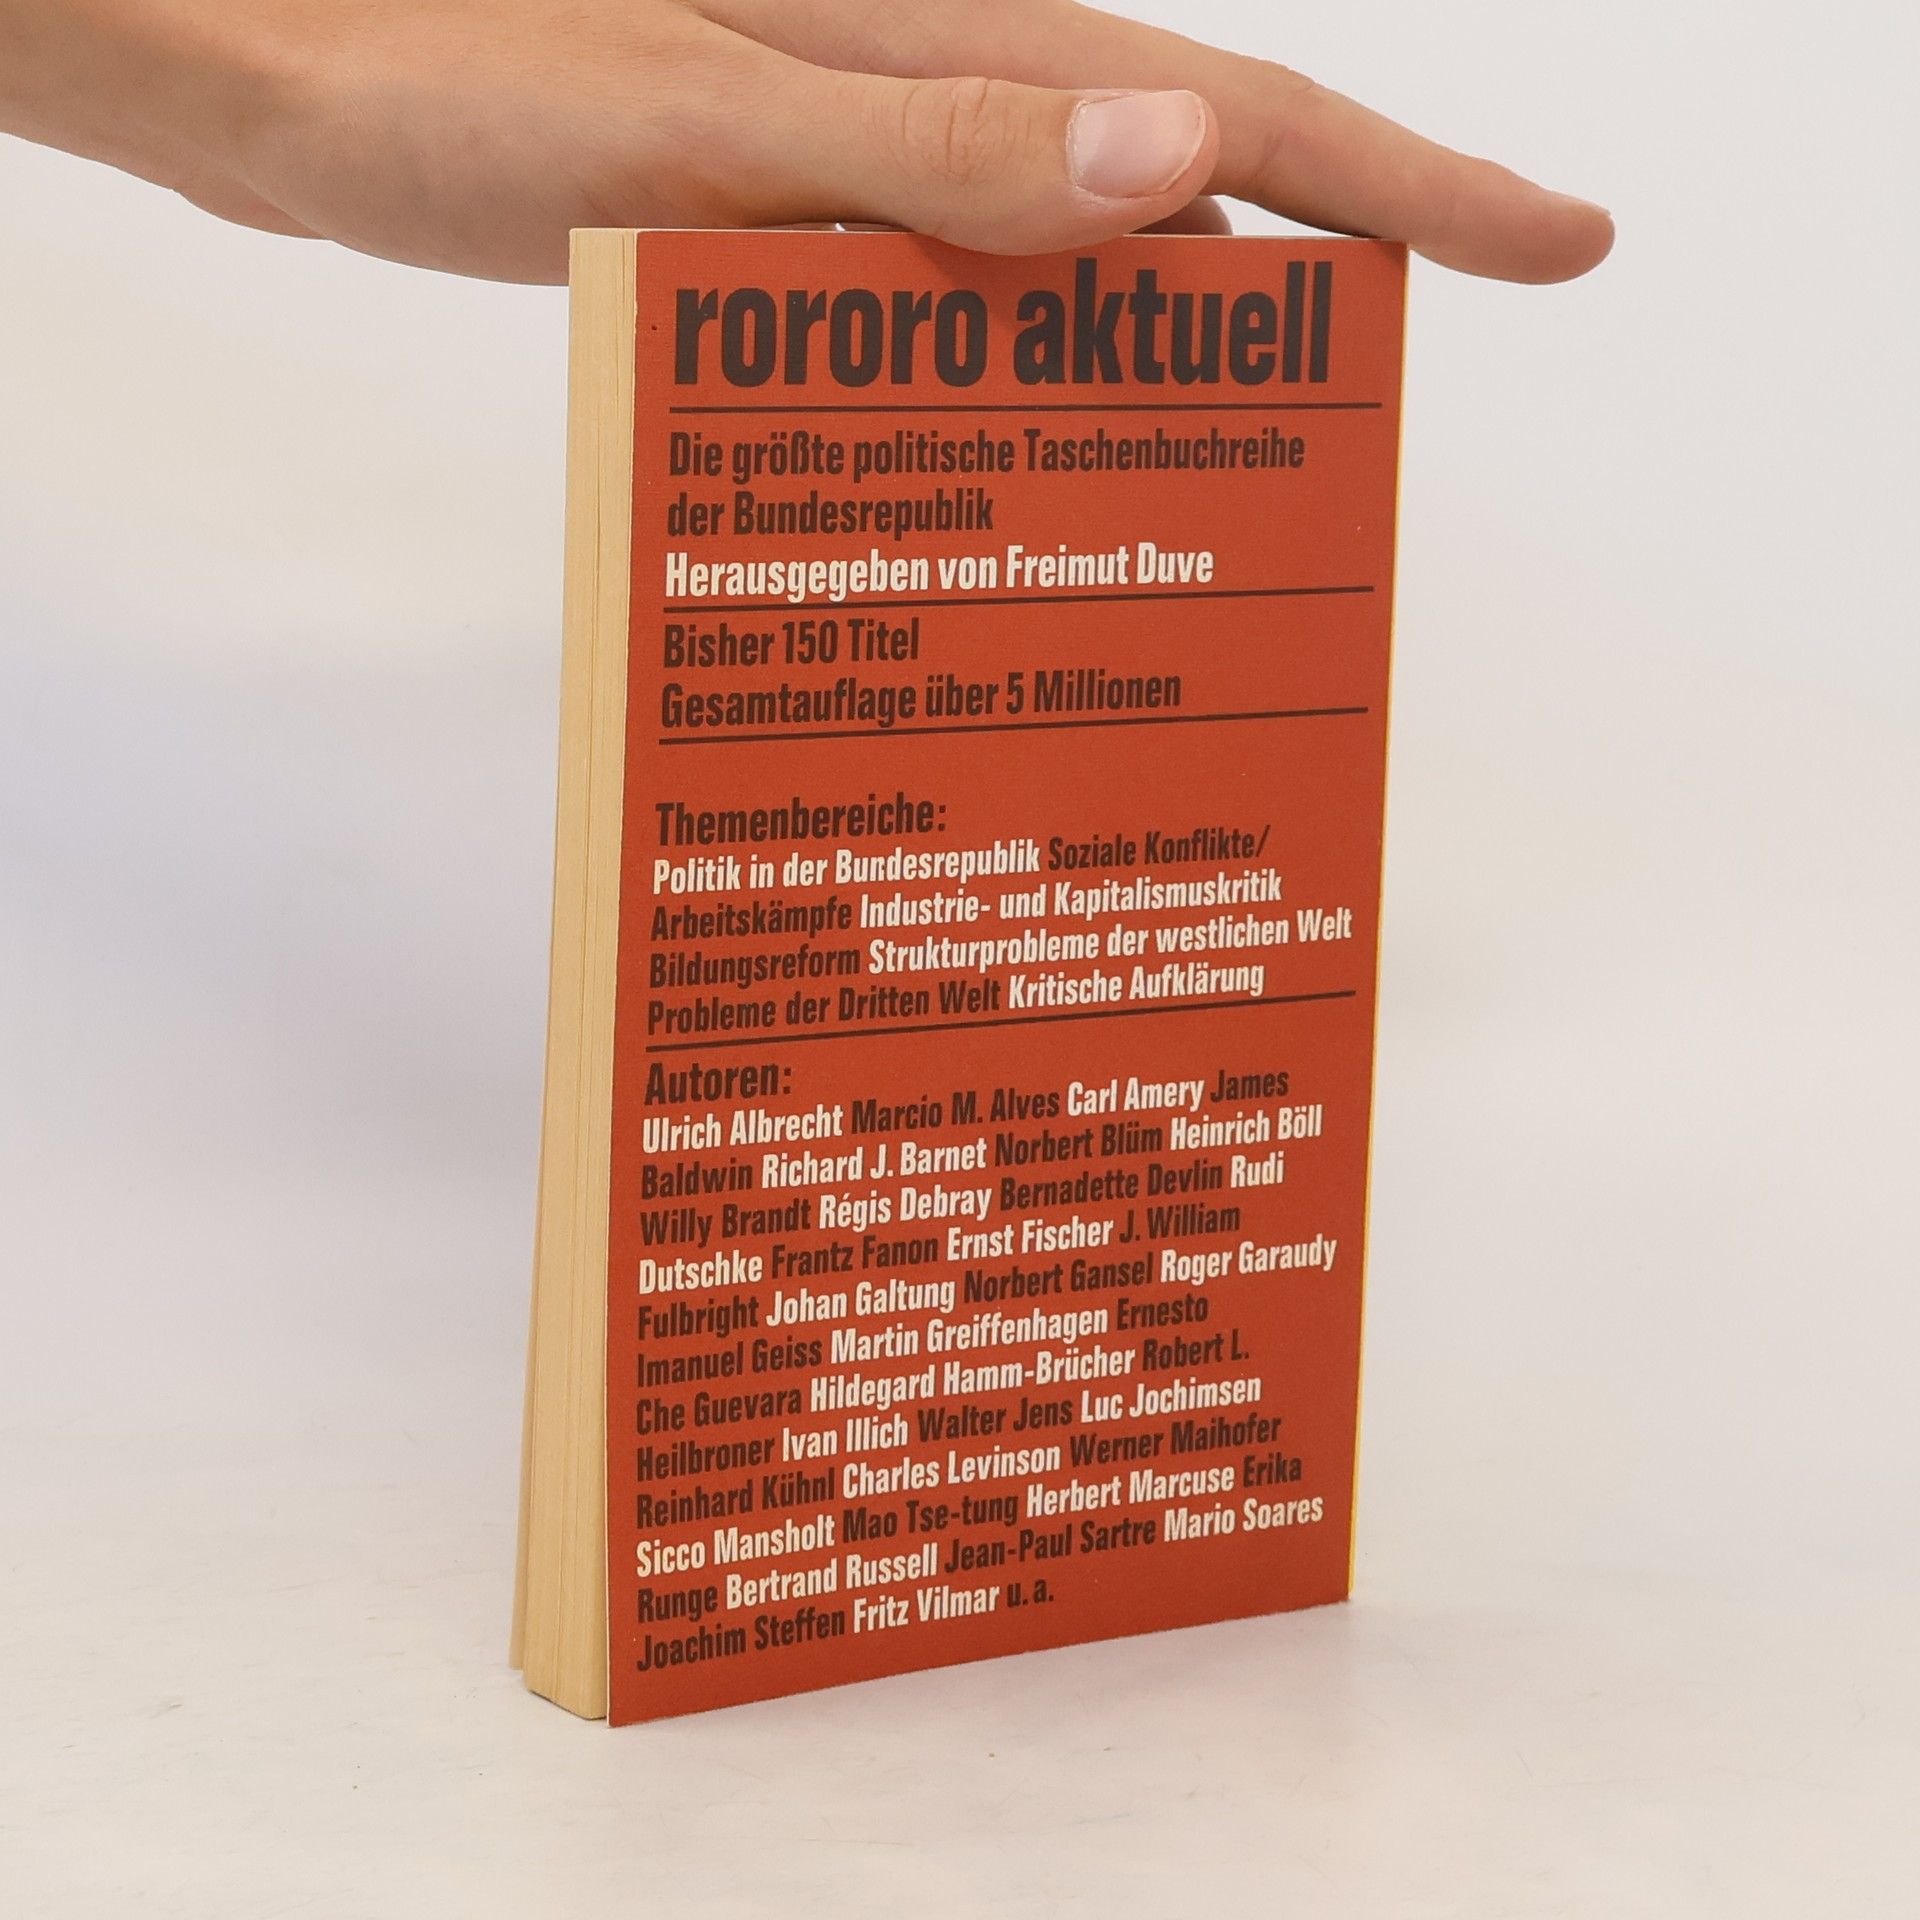 rororo aktuell
Die größte politische Taschenbuchreihe
der Bundesrepublik
Herausgegeben von Freimut Duve
Bisher 150 Titel
Gesamtauflage über 5 Millionen
Themenbereiche:
Politik in der Bundesrepublik Soziale Konflikte/
Arbeitskämpfe Industrie- und Kapitalismuskritik
Bildungsreform Strukturprobleme der westlichen Welt
Probleme der Dritten Welt Kritische Aufklärung
Autoren:
Ulrich Albrecht Marcio M. Alves Carl Amery James
Baldwin Richard J. Barnet Norbert Blüm Heinrich Böll
Willy Brandt Régis Debray Bernadette Devlin Rudi
Dutschke Frantz Fanon Ernst Fischer J. William
Fulbright Johan Galtung Norbert Gansel Roger Garaudy
Imanuel Geiss Martin Greiffenhagen Ernesto
Che Guevara Hildegard Hamm-Brücher Robert L.
Heilbroner Ivan Illich Walter Jens Luc Jochimsen
Reinhard Kühnl Charles Levinson Werner Maihofer
Sicco Mansholt Mao Tse-tung Herbert Marcuse Erika
Runge Bertrand Russell Jean-Paul Sartre Mario Soares
Joachim Steffen Fritz Vilmar u. a.